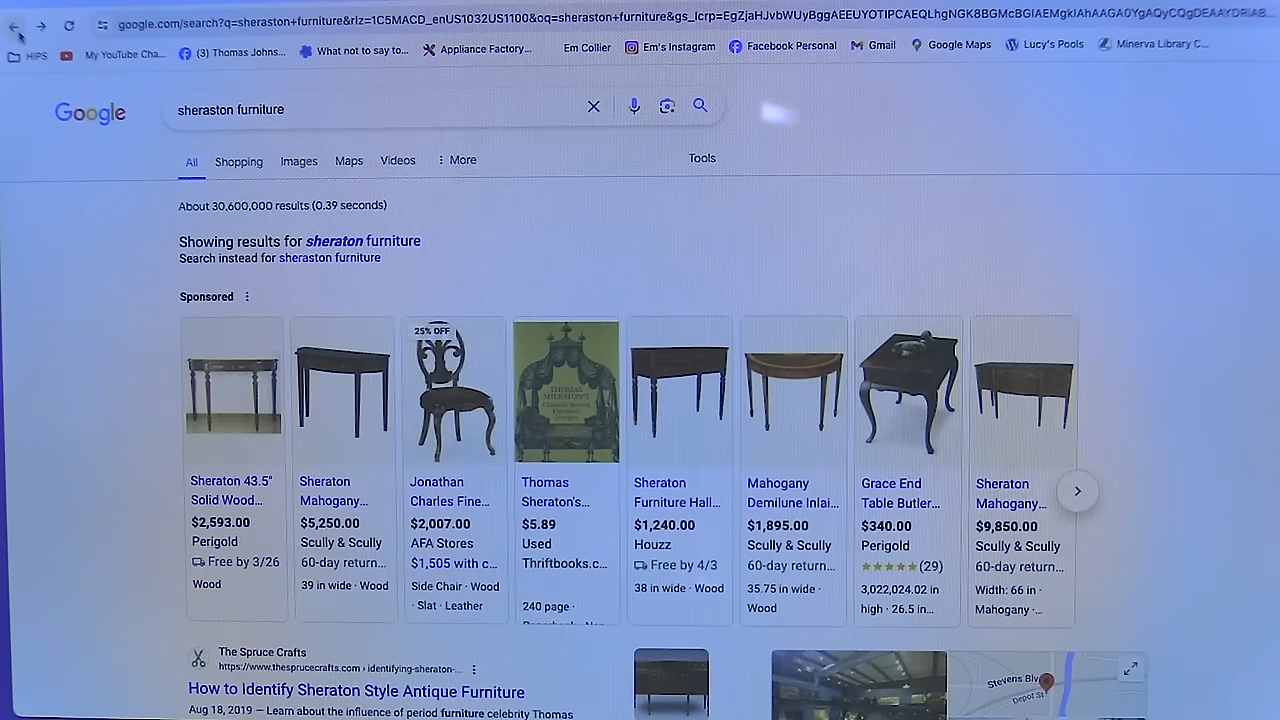 google.com/search?q=sheraston+furniture&rlz=1C5MACD_enUS1032US1100&oq=sheraston+furniture&gs_lcrp=
HIPS My YouTube Cha... (3) Thomas Johns... What not to say to... Appliance Factory... Em Collier Em's Instagram Facebook Personal Gmail Google Maps Lucy's Pools Minerva Library C...
Google sheraston furniture
All Shopping Images Maps Videos More Tools
About 30,600,000 results (0.39 seconds)
Showing results for sheraton furniture
Search instead for sheraston furniture
Sponsored
25% OFF
THOMAS
SHERATON'S
Sheraton 43.5"
Solid Wood...
$2,593.00
Perigold
Free by 3/26
Wood
Sheraton
Mahogany...
$5,250.00
Scully & Scully
60-day return...
39 in wide · Wood
Jonathan
Charles Fine...
$2,007.00
AFA Stores
$1,505 with c...
Side Chair · Wood
· Slat · Leather
Thomas
Sheraton's...
$5.89
Used
Thriftbooks.c...
240 page ·
Sheraton
Furniture Hall...
$1,240.00
Houzz
Free by 4/3
38 in wide · Wood
Mahogany
Demilune Inlai...
$1,895.00
Scully & Scully
60-day return...
35.75 in wide ·
Wood
Grace End
Table Butler...
$340.00
Perigold
★★★★★ (29)
3,022,024.02 in
high · 26.5 in...
Sheraton
Mahogany...
$9,850.00
Scully & Scully
60-day return...
Width: 66 in ·
Mahogany ·...
The Spruce Crafts
https://www.thesprucecrafts.com › identifying-sheraton-...
How to Identify Sheraton Style Antique Furniture
Aug 13, 2019 — Learn about the influence of period furniture celebrity Thomas
Stevens Blv
Depot St